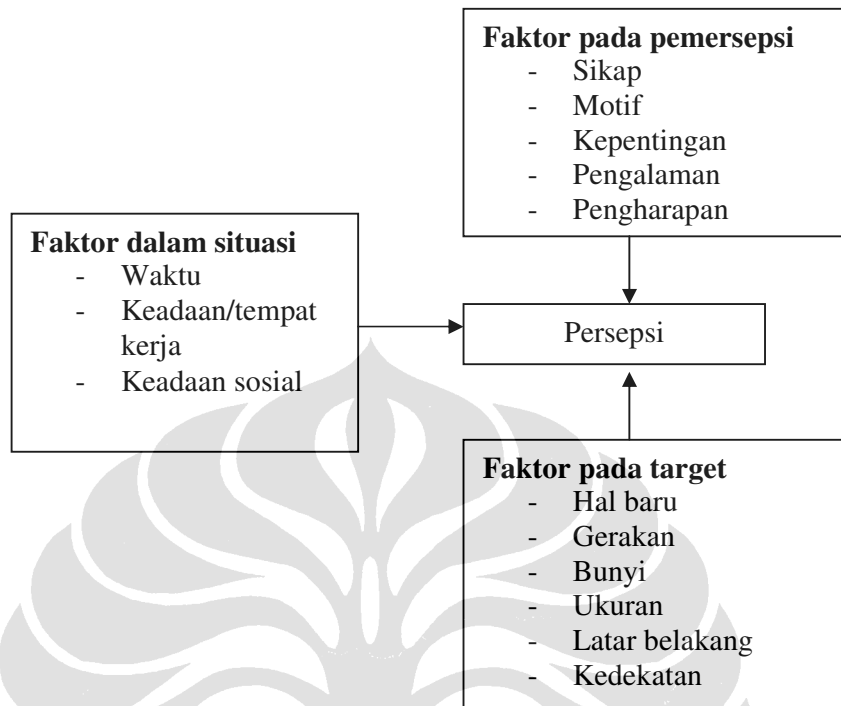 Faktor pada pemersepsi
- Sikap
- Motif
- Kepentingan
- Pengalaman
- Pengharapan
Faktor dalam situasi
- Waktu
- Keadaan/tempat
kerja
- Keadaan sosial
Persepsi
Faktor pada target
- Hal baru
- Gerakan
- Bunyi
- Ukuran
- Latar belakang
- Kedekatan